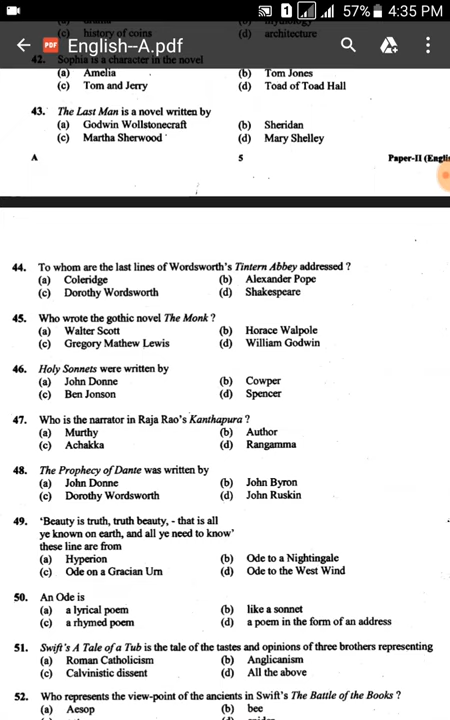 1 57% 4:35 PM
PDF English--A.pdf
(c) history of coins (d) architecture
42. Sophia is a character in the novel
(a) Amelia (b) Tom Jones
(c) Tom and Jerry (d) Toad of Toad Hall
43. The Last Man is a novel written by
(a) Godwin Wollstonecraft (b) Sheridan
(c) Martha Sherwood (d) Mary Shelley
A 5 Paper-II (Englis
44. To whom are the last lines of Wordsworth's Tintern Abbey addressed ?
(a) Coleridge (b) Alexander Pope
(c) Dorothy Wordsworth (d) Shakespeare
45. Who wrote the gothic novel The Monk ?
(a) Walter Scott (b) Horace Walpole
(c) Gregory Mathew Lewis (d) William Godwin
46. Holy Sonnets were written by
(a) John Donne (b) Cowper
(c) Ben Jonson (d) Spencer
47. Who is the narrator in Raja Rao's Kanthapura ?
(a) Murthy (b) Author
(c) Achakka (d) Rangamma
48. The Prophecy of Dante was written by
(a) John Donne (b) John Byron
(c) Dorothy Wordsworth (d) John Ruskin
49. 'Beauty is truth, truth beauty, - that is all
ye known on earth, and all ye need to know'
these line are from
(a) Hyperion (b) Ode to a Nightingale
(c) Ode on a Gracian Urn (d) Ode to the West Wind
50. An Ode is
(a) a lyrical poem (b) like a sonnet
(c) a rhymed poem (d) a poem in the form of an address
51. Swift's A Tale of a Tub is the tale of the tastes and opinions of three brothers representing
(a) Roman Catholicism (b) Anglicanism
(c) Calvinistic dissent (d) All the above
52. Who represents the view-point of the ancients in Swift's The Battle of the Books ?
(a) Aesop (b) bee